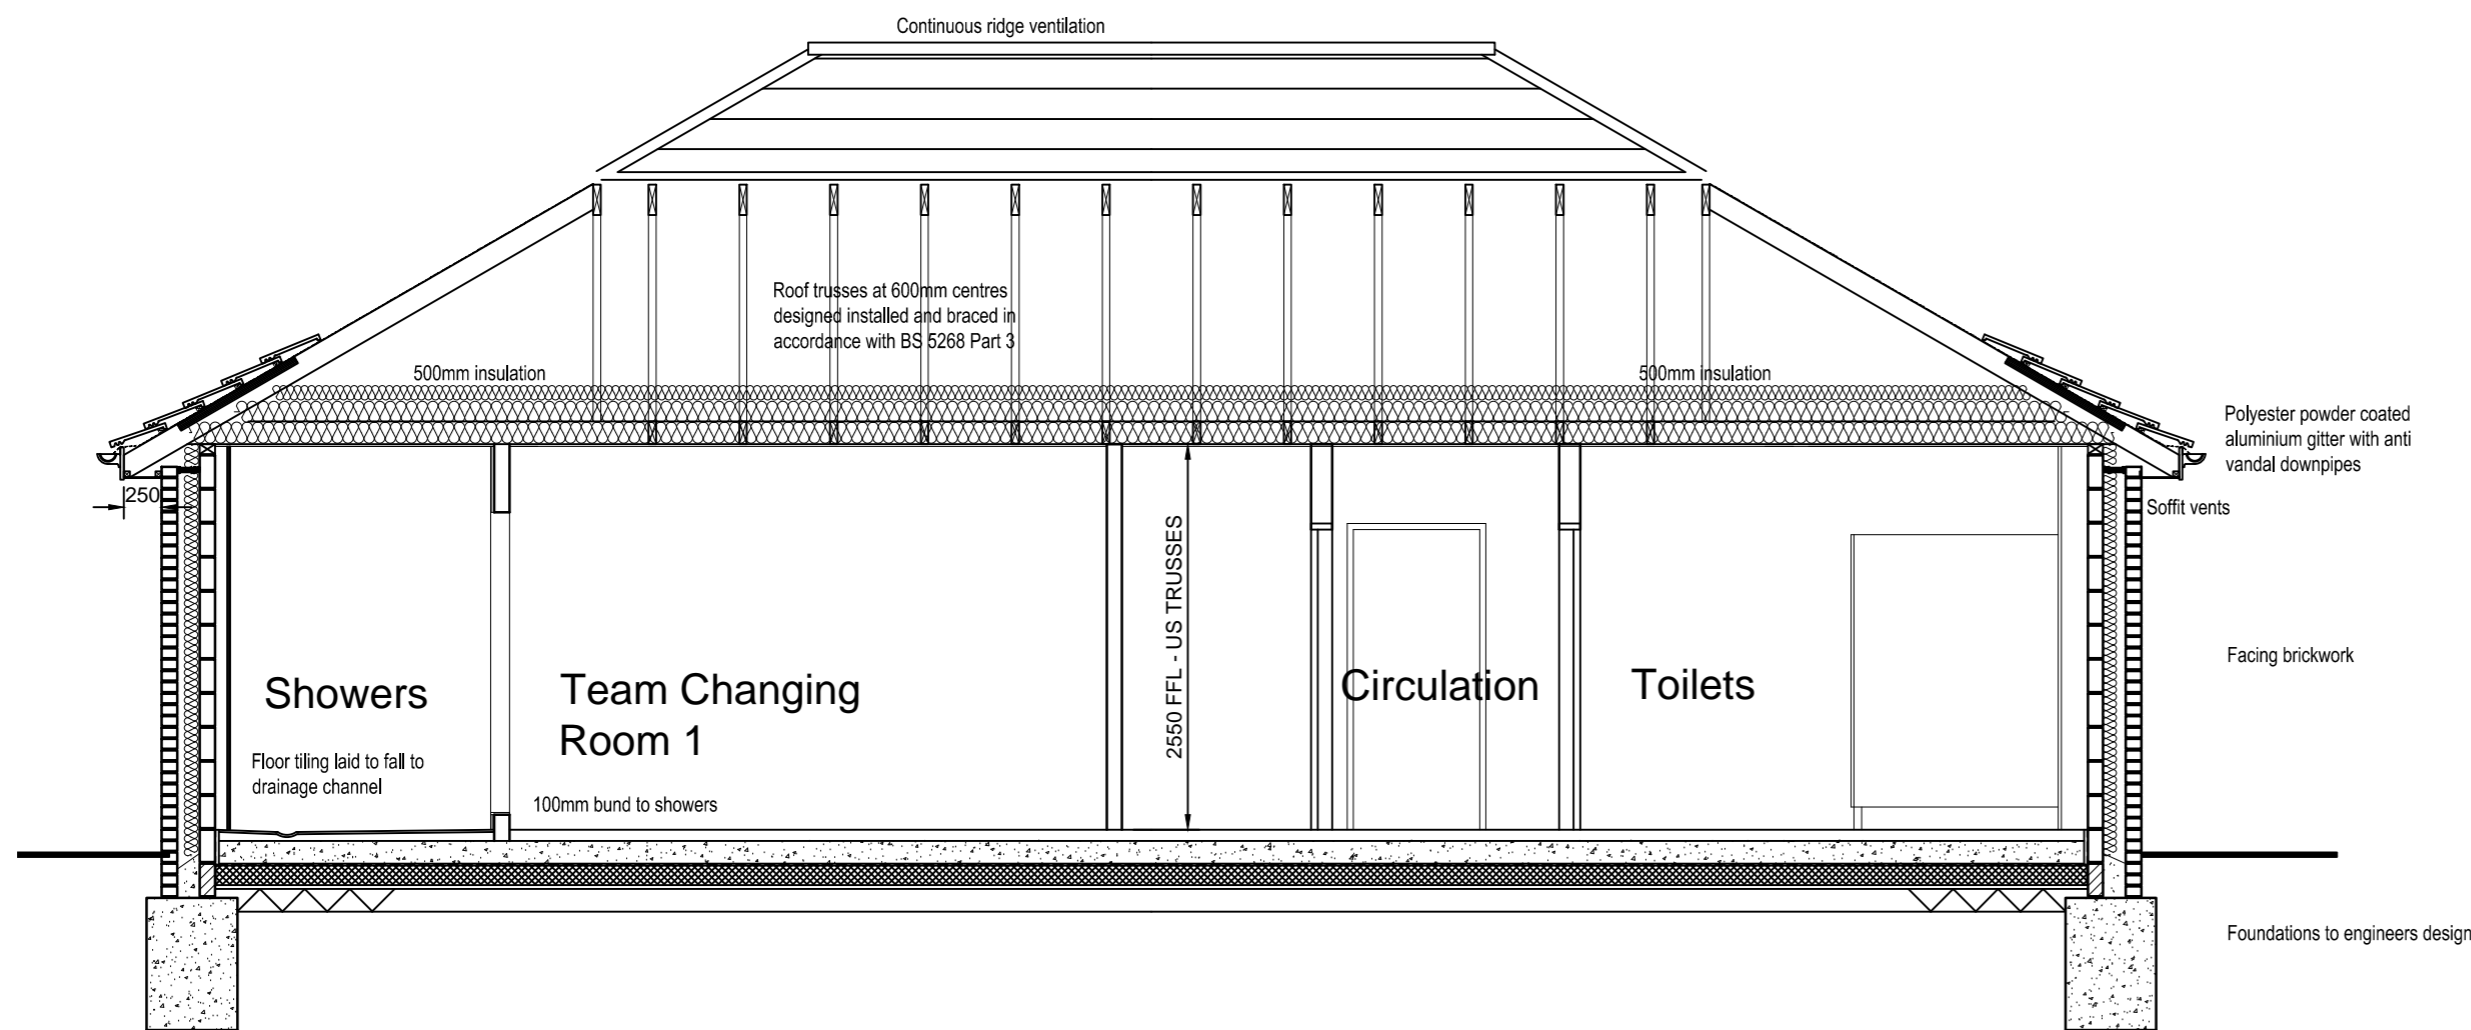 Continuous ridge ventilation
Roof trusses at 600mm centres
designed installed and braced in
accordance with BS 5268 Part 3
500mm insulation
500mm insulation
Polyester powder coated
aluminium gitter with anti
vandal downpipes
250
Soffit vents
2550 FFL - US TRUSSES
Facing brickwork
Showers
Team Changing
Room 1
Circulation
Toilets
Floor tiling laid to fall to
drainage channel
100mm bund to showers
Foundations to engineers design